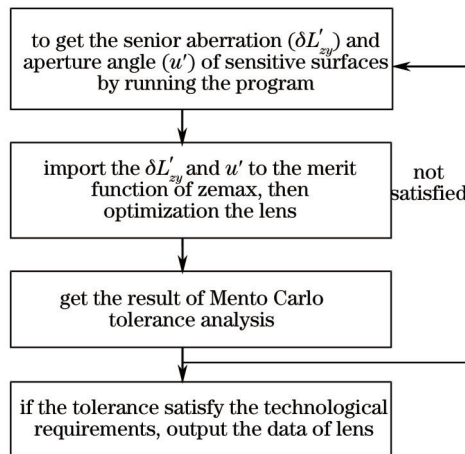 to get the senior aberration (δL′zy) and
aperture angle (u′) of sensitive surfaces
by running the program
import the δL′zy and u′ to the merit
function of zemax, then
optimization the lens
not
satisfied
get the result of Mento Carlo
tolerance analysis
if the tolerance satisfy the technological
requirements, output the data of lens